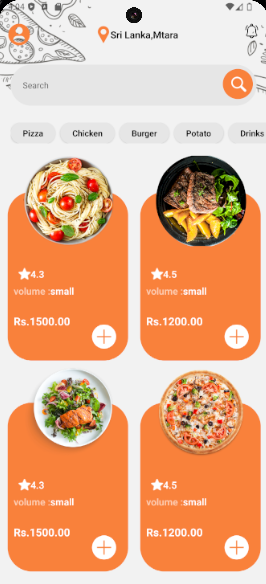 Sri Lanka,Mtara
Search
Pizza Chicken Burger Potato Drinks
4.3 4.5
volume :small volume :small
Rs.1500.00 Rs.1200.00
4.3 4.5
volume :small volume :small
Rs.1500.00 Rs.1200.00